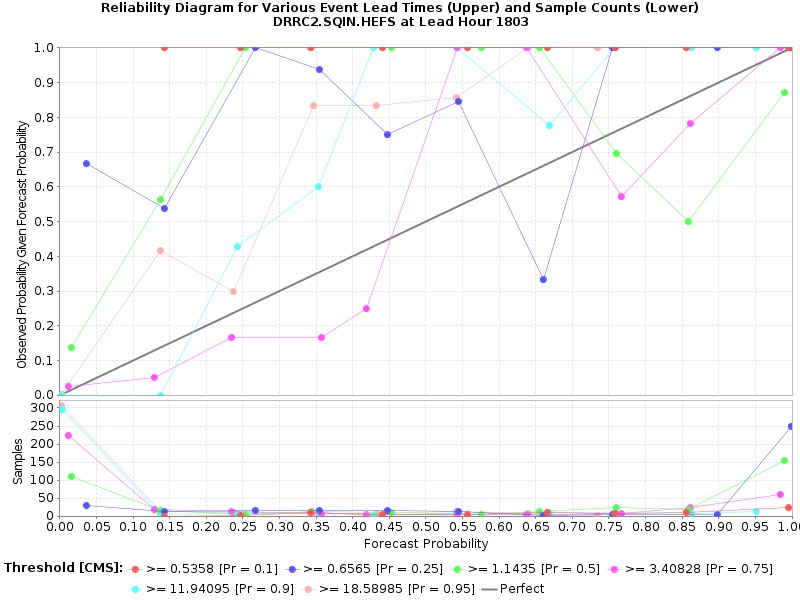 Reliability Diagram for Various Event Lead Times (Upper) and Sample Counts (Lower)
DRRC2.SQIN.HEFS at Lead Hour 1803
Observed Probability Given Forecast Probability
1.0
0.9
0.8
0.7
0.6
0.5
0.4
0.3
0.2
0.1
0.0
Samples
300
250
200
150
100
50
0
0.00 0.05 0.10 0.15 0.20 0.25 0.30 0.35 0.40 0.45 0.50 0.55 0.60 0.65 0.70 0.75 0.80 0.85 0.90 0.95 1.00
Forecast Probability
Threshold [CMS]: >= 0.5358 [Pr = 0.1] >= 0.6565 [Pr = 0.25] >= 1.1435 [Pr = 0.5] >= 3.40828 [Pr = 0.75]
>= 11.94095 [Pr = 0.9] >= 18.58985 [Pr = 0.95] Perfect